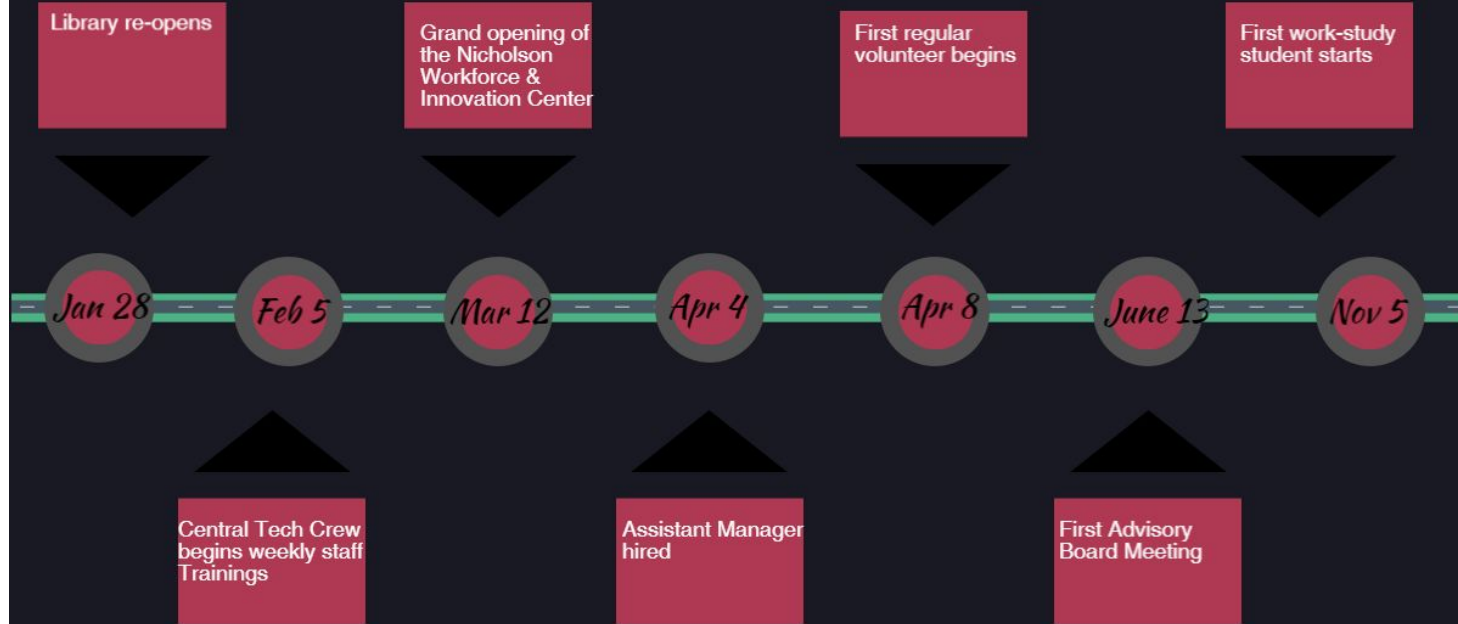 Library re-opens
Grand opening of
the Nicholson
Workforce &
Innovation Center
First regular
volunteer begins
First work-study
student starts
Jan 28
Feb 5
Mar 12
Apr 4
Apr 8
June 13
Nov 5
Central Tech Crew
begins weekly staff
Trainings
Assistant Manager
hired
First Advisory
Board Meeting